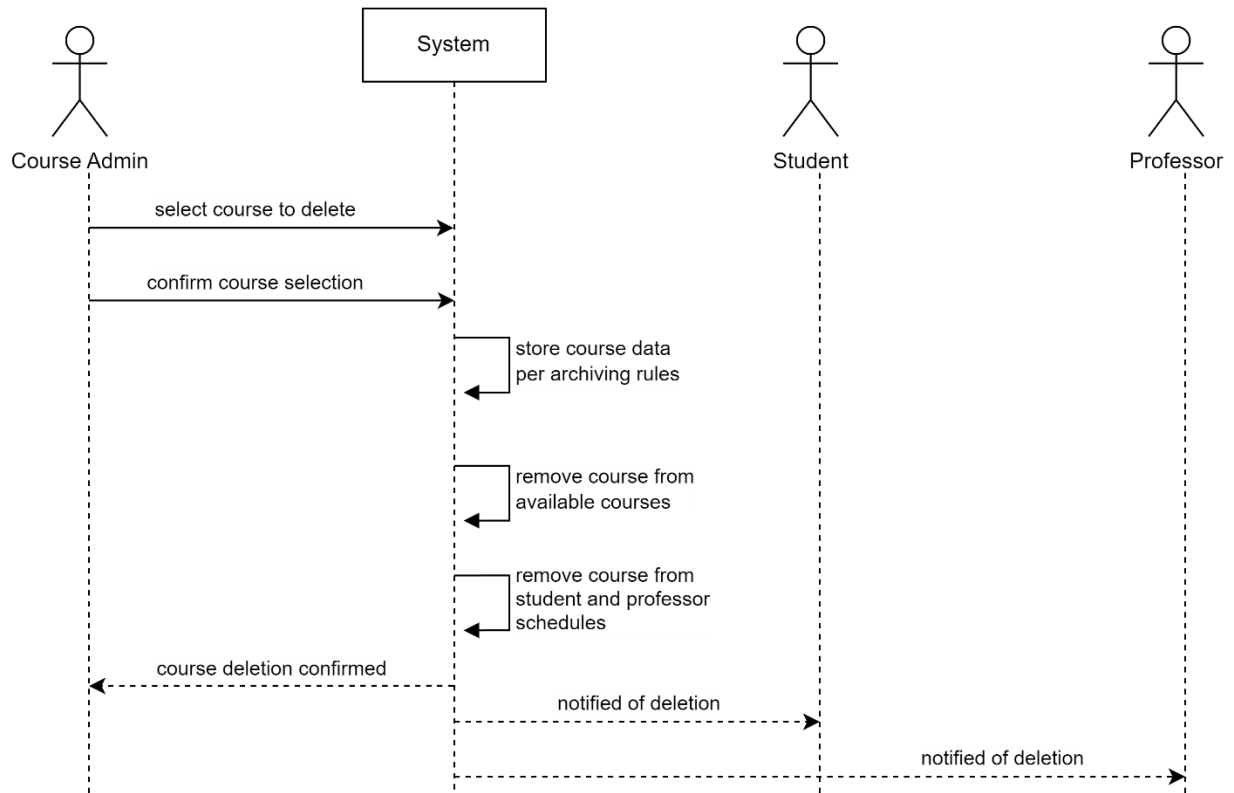 System
Course Admin
Student
Professor
select course to delete
confirm course selection
store course data
per archiving rules
remove course from
available courses
remove course from
student and professor
schedules
course deletion confirmed
notified of deletion
notified of deletion